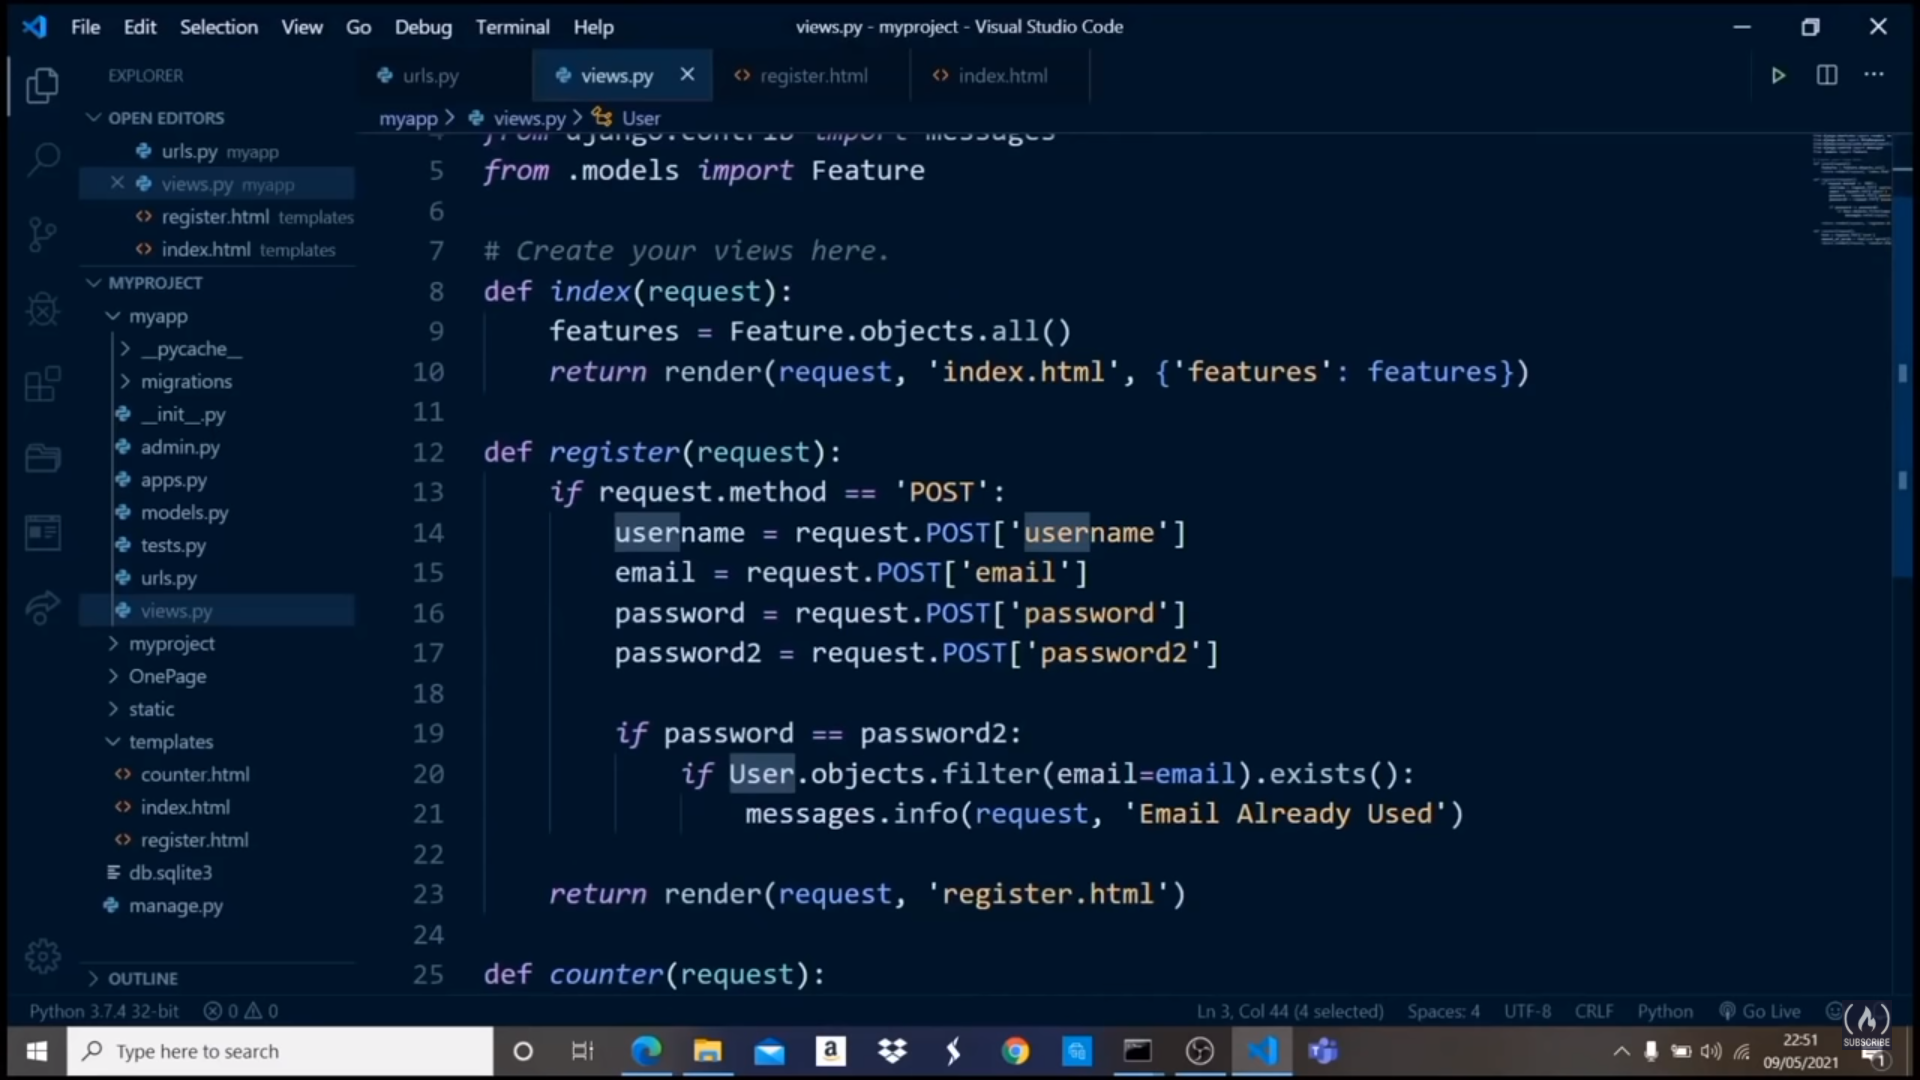 File Edit Selection View Go Debug Terminal Help
views.py - myproject - Visual Studio Code
EXPLORER
urls.py
views.py
register.html
index.html
OPEN EDITORS
urls.py myapp
views.py myapp
register.html templates
index.html templates
MYPROJECT
myapp
__pycache__
migrations
__init__.py
admin.py
apps.py
models.py
tests.py
urls.py
views.py
myproject
OnePage
static
templates
counter.html
index.html
register.html
db.sqlite3
manage.py
OUTLINE
myapp > views.py > User
4 from django.contrib import messages
5 from .models import Feature
6
7 # Create your views here.
8 def index(request):
9 features = Feature.objects.all()
10 return render(request, 'index.html', {'features': features})
11
12 def register(request):
13 if request.method == 'POST':
14 username = request.POST['username']
15 email = request.POST['email']
16 password = request.POST['password']
17 password2 = request.POST['password2']
18
19 if password == password2:
20 if User.objects.filter(email=email).exists():
21 messages.info(request, 'Email Already Used')
22
23 return render(request, 'register.html')
24
25 def counter(request):
Python 3.7.4 32-bit 0 0
Ln 3, Col 44 (4 selected) Spaces: 4 UTF-8 CRLF Python Go Live
SUBSCRIBE
Type here to search
a
22:51
09/05/2021
1